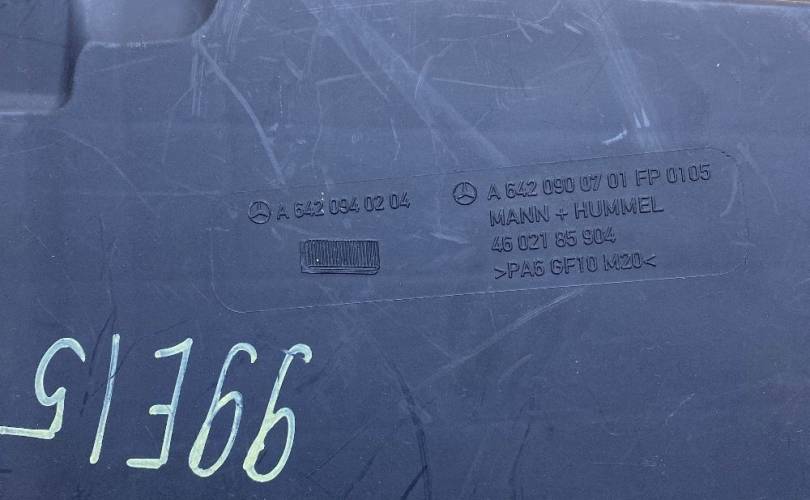 A 642 094 02 04
A 642 090 07 01 FP 0105
MANN + HUMMEL
46 021 85 904
>PA6 GF10 M20<
99E15